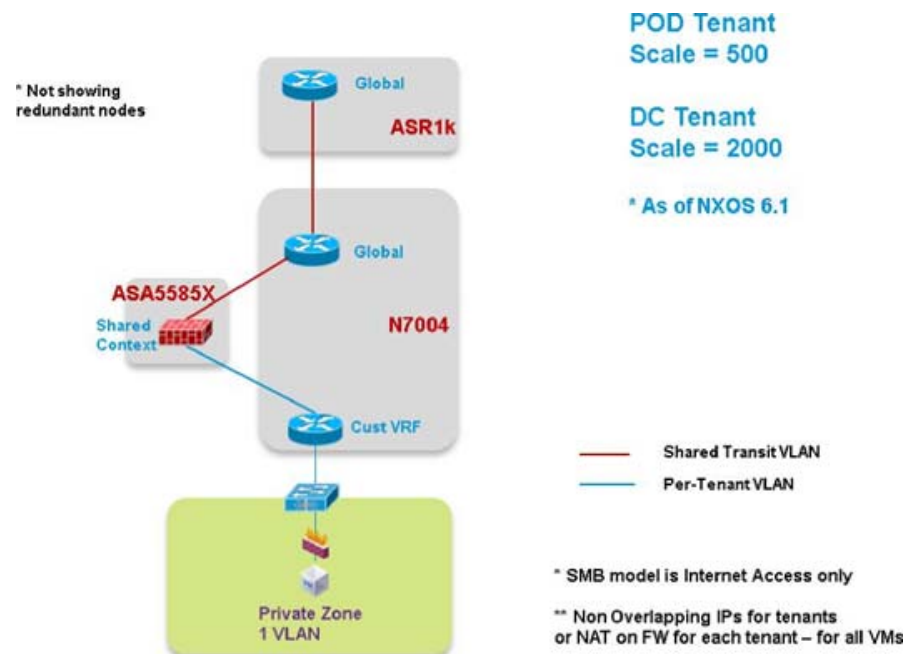 POD Tenant
Scale = 500
DC Tenant
Scale = 2000
* As of NXOS 6.1
* Not showing
redundant nodes
Global
ASR1k
Global
ASA5585X
Shared
Context
N7004
Cust VRF
Shared Transit VLAN
Per-Tenant VLAN
Private Zone
1 VLAN
* SMB model is Internet Access only
** Non Overlapping IPs for tenants
or NAT on FW for each tenant – for all VMs